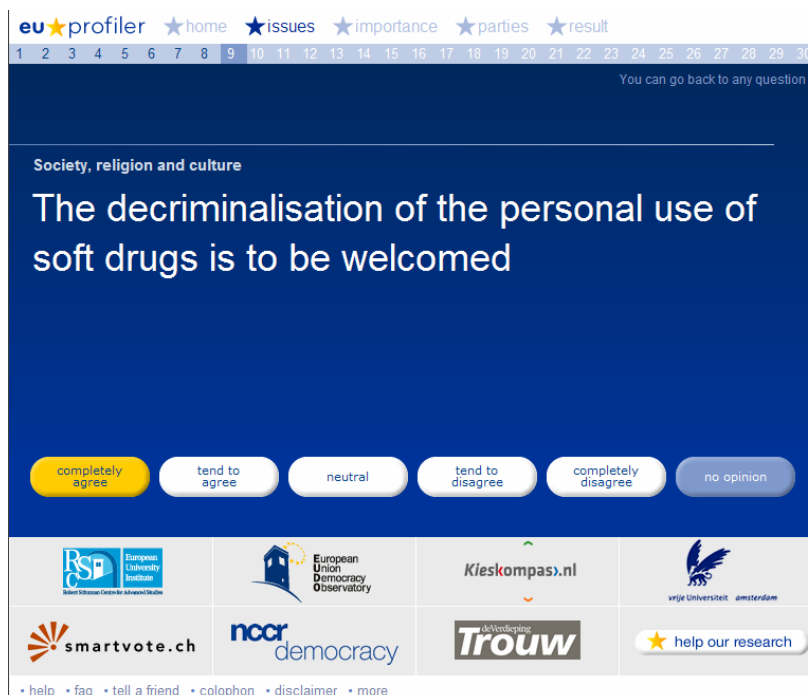 eu profiler home issues importance parties result
1 2 3 4 5 6 7 8 9 10 11 12 13 14 15 16 17 18 19 20 21 22 23 24 25 26 27 28 29 30
You can go back to any question
Society, religion and culture
The decriminalisation of the personal use of
soft drugs is to be welcomed
completely
agree
tend to
agree
neutral
tend to
disagree
completely
disagree
no opinion
RSC
European
University
Institute
Robert Schuman Centre for Advanced Studies
European
Union
Democracy
Observatory
Kieskompas.nl
vrije Universiteit amsterdam
smartvote.ch
nccr
democracy
deVerdieping
Trouw
help our research
• help • faq • tell a friend • colophon • disclaimer • more